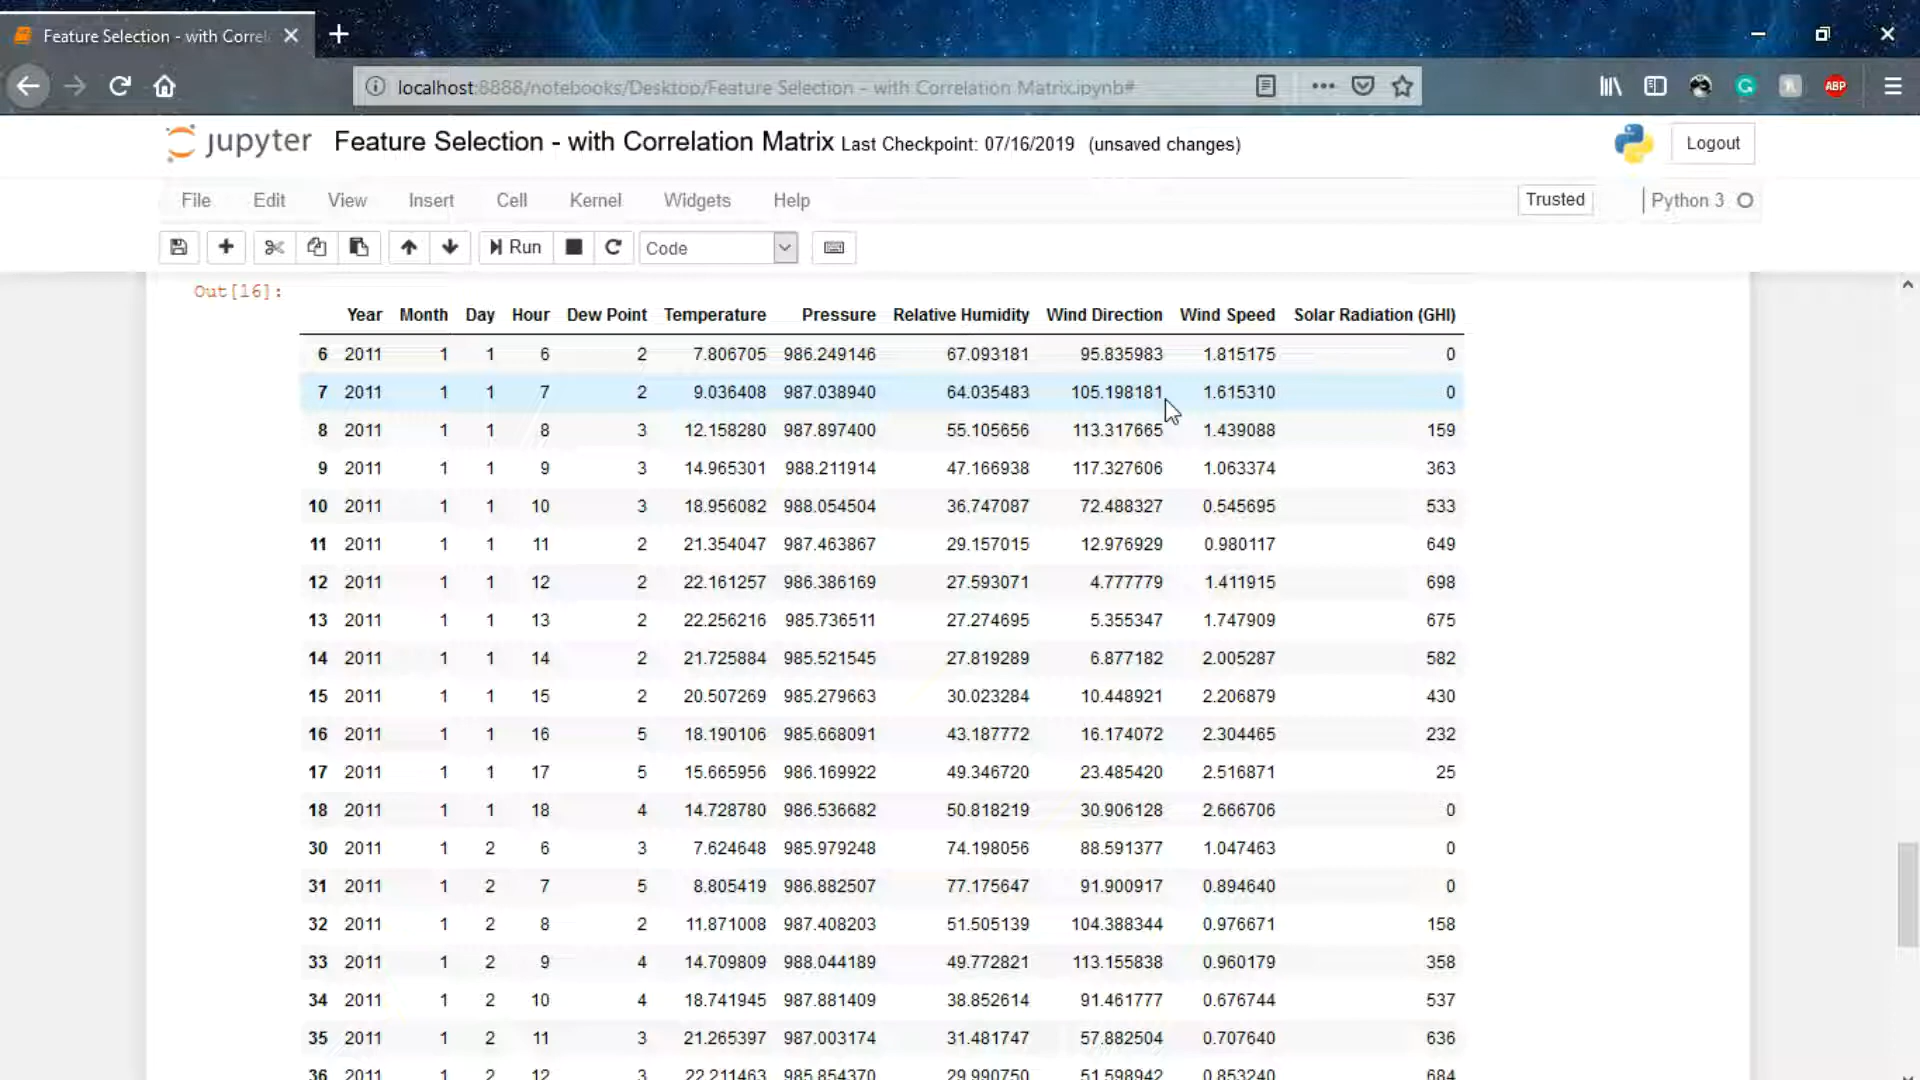 Feature Selection - with Correl
localhost:8888/notebooks/Desktop/Feature Selection - with Correlation Matrix.ipynb#
ABP
jupyter Feature Selection - with Correlation Matrix Last Checkpoint: 07/16/2019 (unsaved changes)
Logout
File Edit View Insert Cell Kernel Widgets Help Trusted Python 3
Run Code
Out[16]:
Year Month Day Hour Dew Point Temperature Pressure Relative Humidity Wind Direction Wind Speed Solar Radiation (GHI)
6 2011 1 1 6 2 7.806705 986.249146 67.093181 95.835983 1.815175 0
7 2011 1 1 7 2 9.036408 987.038940 64.035483 105.198181 1.615310 0
8 2011 1 1 8 3 12.158280 987.897400 55.105656 113.317665 1.439088 159
9 2011 1 1 9 3 14.965301 988.211914 47.166938 117.327606 1.063374 363
10 2011 1 1 10 3 18.956082 988.054504 36.747087 72.488327 0.545695 533
11 2011 1 1 11 2 21.354047 987.463867 29.157015 12.976929 0.980117 649
12 2011 1 1 12 2 22.161257 986.386169 27.593071 4.777779 1.411915 698
13 2011 1 1 13 2 22.256216 985.736511 27.274695 5.355347 1.747909 675
14 2011 1 1 14 2 21.725884 985.521545 27.819289 6.877182 2.005287 582
15 2011 1 1 15 2 20.507269 985.279663 30.023284 10.448921 2.206879 430
16 2011 1 1 16 5 18.190106 985.668091 43.187772 16.174072 2.304465 232
17 2011 1 1 17 5 15.665956 986.169922 49.346720 23.485420 2.516871 25
18 2011 1 1 18 4 14.728780 986.536682 50.818219 30.906128 2.666706 0
30 2011 1 2 6 3 7.624648 985.979248 74.198056 88.591377 1.047463 0
31 2011 1 2 7 5 8.805419 986.882507 77.175647 91.900917 0.894640 0
32 2011 1 2 8 2 11.871008 987.408203 51.505139 104.388344 0.976671 158
33 2011 1 2 9 4 14.709809 988.044189 49.772821 113.155838 0.960179 358
34 2011 1 2 10 4 18.741945 987.881409 38.852614 91.461777 0.676744 537
35 2011 1 2 11 3 21.265397 987.003174 31.481747 57.882504 0.707640 636
36 2011 1 2 12 3 22.211463 985.854370 29.990750 51.598942 0.853240 684